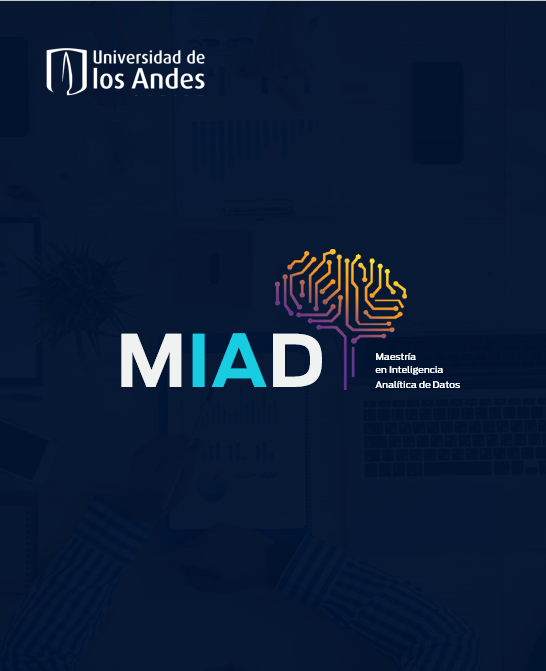 Universidad de
los Andes
MIAD
Maestría
en Inteligencia
Analítica de Datos